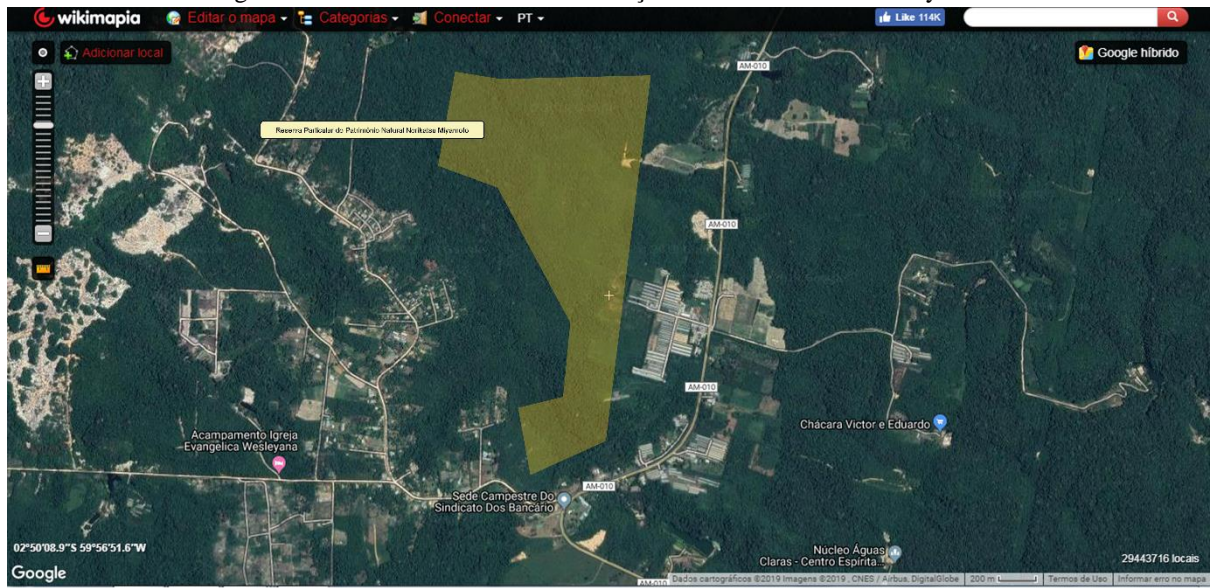 wikimapia Editar o mapa Categorias Conectar PT Like 114K
Adicionar local
Google híbrido
AM-010
Reserva Particular do Patrimônio Natural Norikatsu Miyamoto
AM-010
AM-010
Chácara Victor e Eduardo
Acampamento Igreja
Evangélica Wesleyana
AM-010
Sede Campestre Do
Sindicato Dos Bancário
02°50'08.9"S 59°56'51.6"W
Núcleo Águas
Claras - Centro Espírita...
29443716 locais
Google
AM-010
Dados cartográficos ©2019 Imagens ©2019 , CNES / Airbus, DigitalGlobe 200 m Termos de Uso Informar erro no mapa